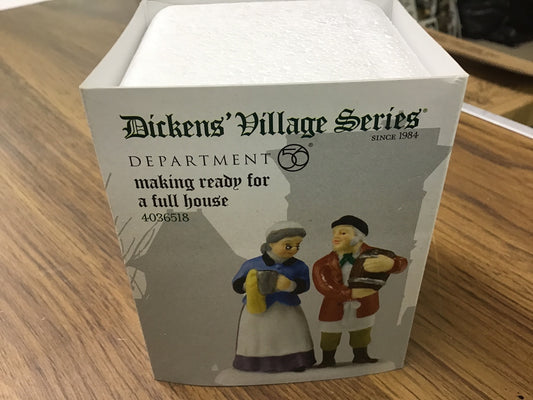 Dickens' Village Series®
SINCE 1984
DEPARTMENT 56®
making ready for
a full house
4036518